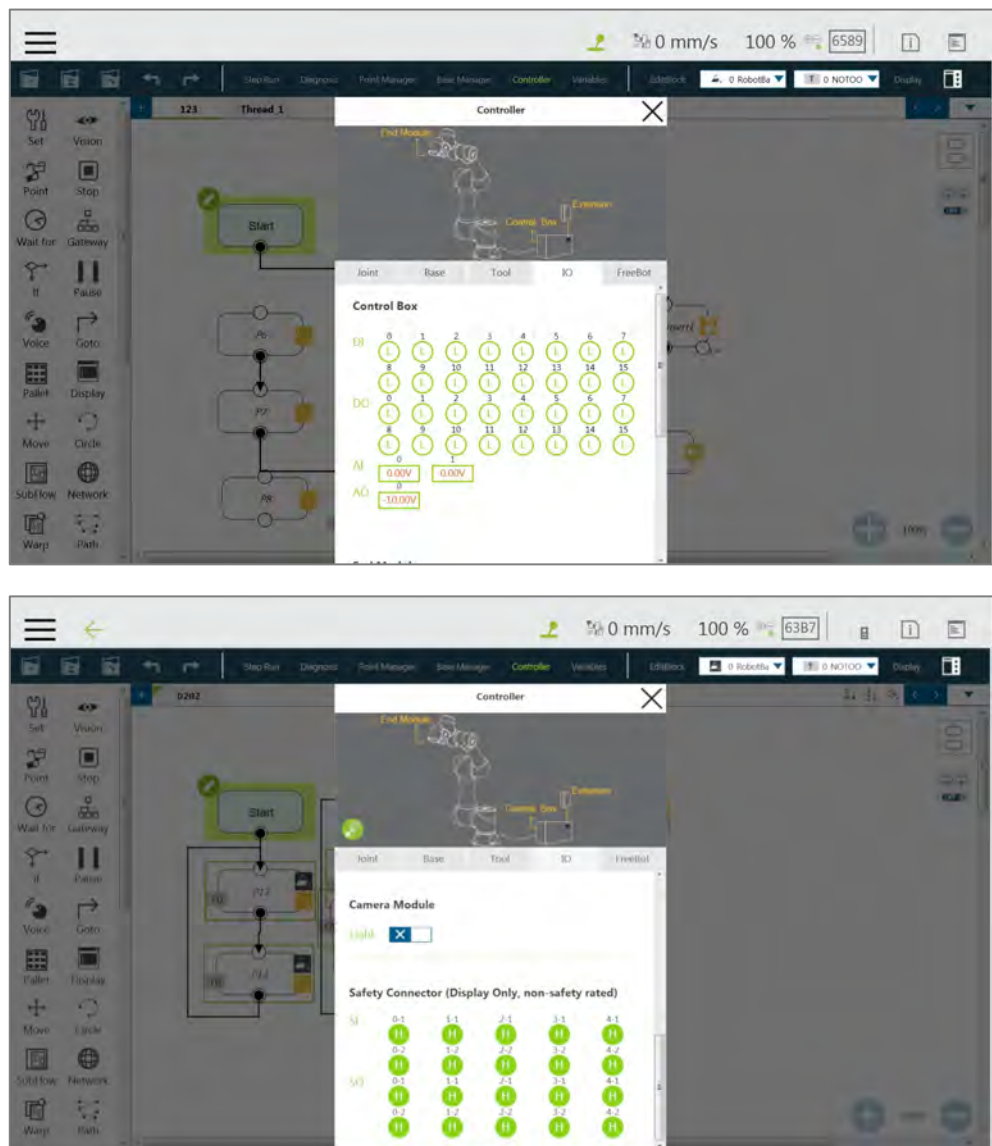 0 mm/s 100 % 6589
Step Run Diagnosis Point Manager Base Manager Controller Variables EditBlock 0 RobotBa T 0 NOTOO Display
123 Thread_1 Controller
Set Vision
Point Stop
Wait for Gateway
If Pause
Voice Goto
Pallet Display
Move Circle
SubFlow Network
Warp Path
Start
P6
P7
P8
100%
End Module
Extension
Control Box
Joint Base Tool IO FreeBot
Control Box
DI 0 1 2 3 4 5 6 7
L L L L L L L L
8 9 10 11 12 13 14 15
L L L L L L L L
DO 0 1 2 3 4 5 6 7
L L L L L L L L
8 9 10 11 12 13 14 15
L L L L L L L L
AI 0 1
0.00V 0.00V
AO 0
-10.00V
0 mm/s 100 % 63B7
Step Run Diagnosis Point Manager Base Manager Controller Variables EditBlock 0 RobotBa T 0 NOTOO Display
0202 Controller
Set Vision
Point Stop
Wait for Gateway
If Pause
Voice Goto
Pallet Display
Move Circle
SubFlow Network
Warp Path
Start
End Module
Extension
Control Box
Joint Base Tool IO FreeBot
Camera Module
Light
Safety Connector (Display Only, non-safety rated)
SI 0-1 1-1 2-1 3-1 4-1
H H H H H
0-2 1-2 2-2 3-2 4-2
H H H H H
SO 0-1 1-1 2-1 3-1 4-1
H H H H H
0-2 1-2 2-2 3-2 4-2
H H H H H